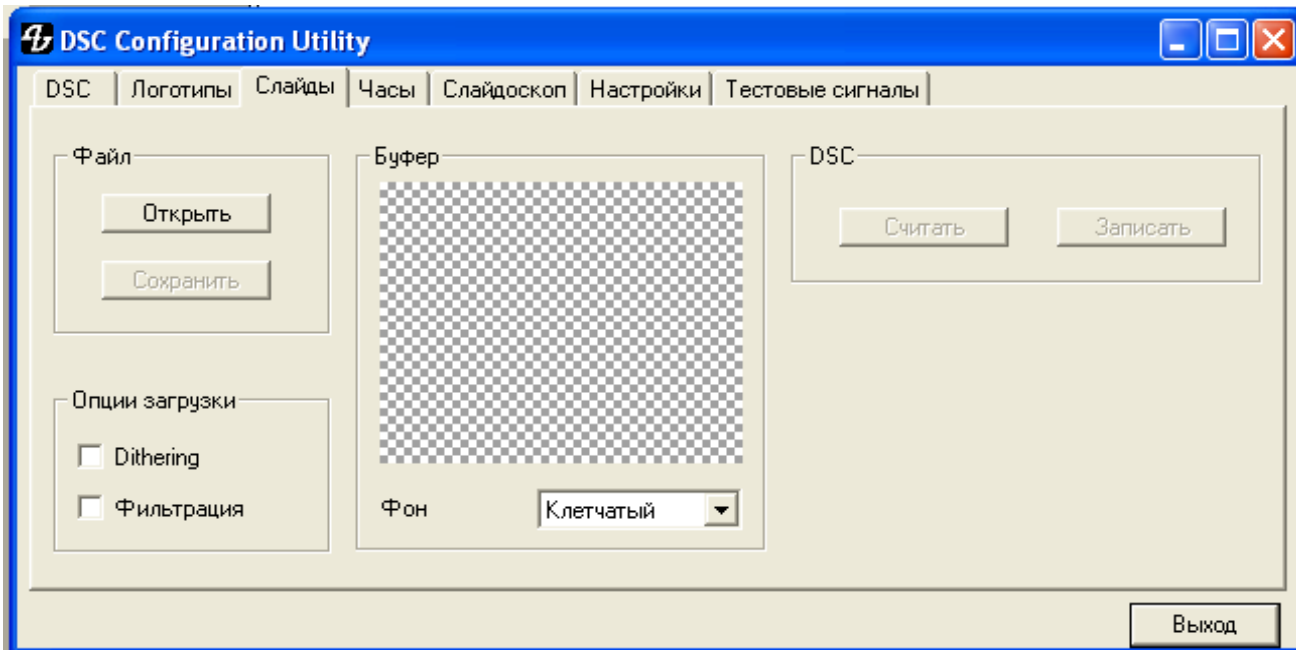 DSC Configuration Utility
DSC Логотипы Слайды Часы Слайдоскоп Настройки Тестовые сигналы
Файл
Открыть
Сохранить
Опции загрузки
Dithering
Фильтрация
Буфер
Фон Клетчатый
DSC
Считать Записать
Выход